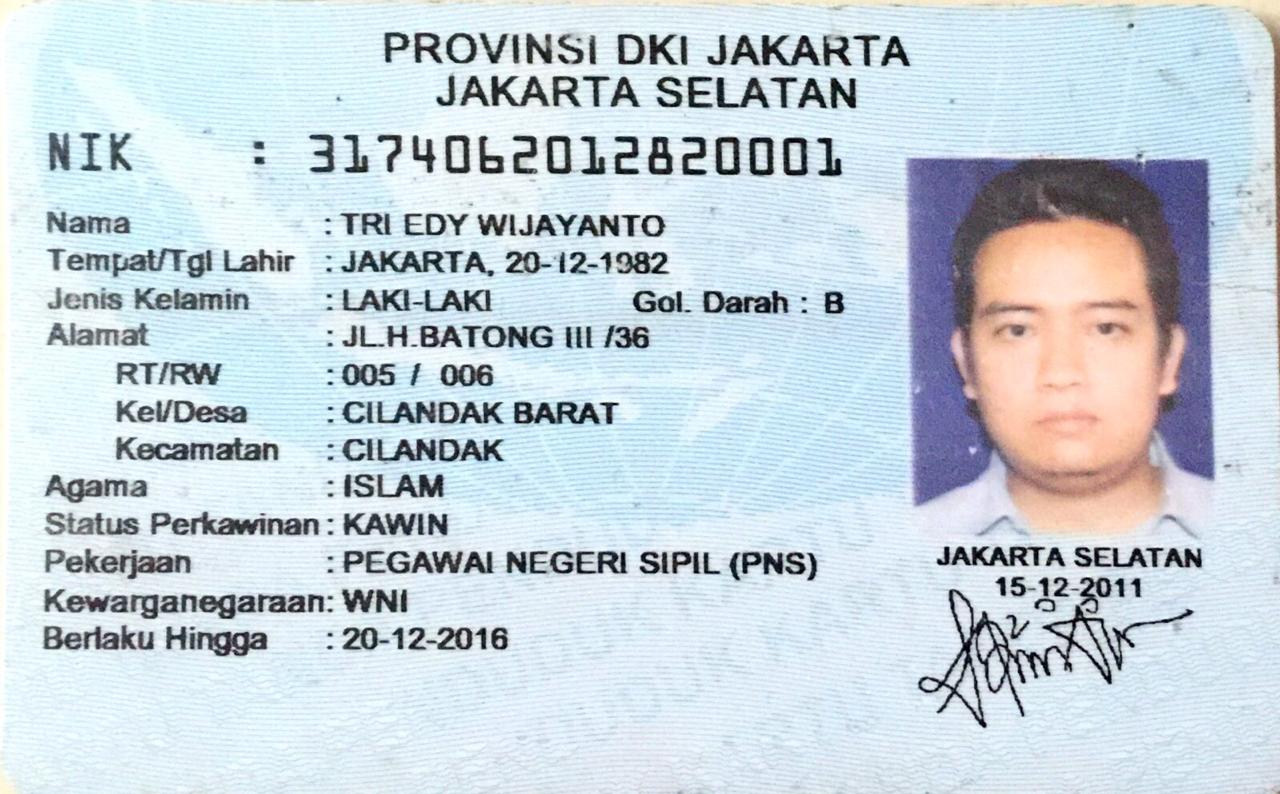 PROVINSI DKI JAKARTA
JAKARTA SELATAN
NIK : 3174062012820001
Nama : TRI EDY WIJAYANTO
Tempat/Tgl Lahir : JAKARTA, 20-12-1982
Jenis Kelamin : LAKI-LAKI Gol. Darah : B
Alamat : JL.H.BATONG III /36
RT/RW : 005 / 006
Kel/Desa : CILANDAK BARAT
Kecamatan : CILANDAK
Agama : ISLAM
Status Perkawinan : KAWIN
Pekerjaan : PEGAWAI NEGERI SIPIL (PNS)
Kewarganegaraan: WNI
Berlaku Hingga : 20-12-2016
JAKARTA SELATAN
15-12-2011